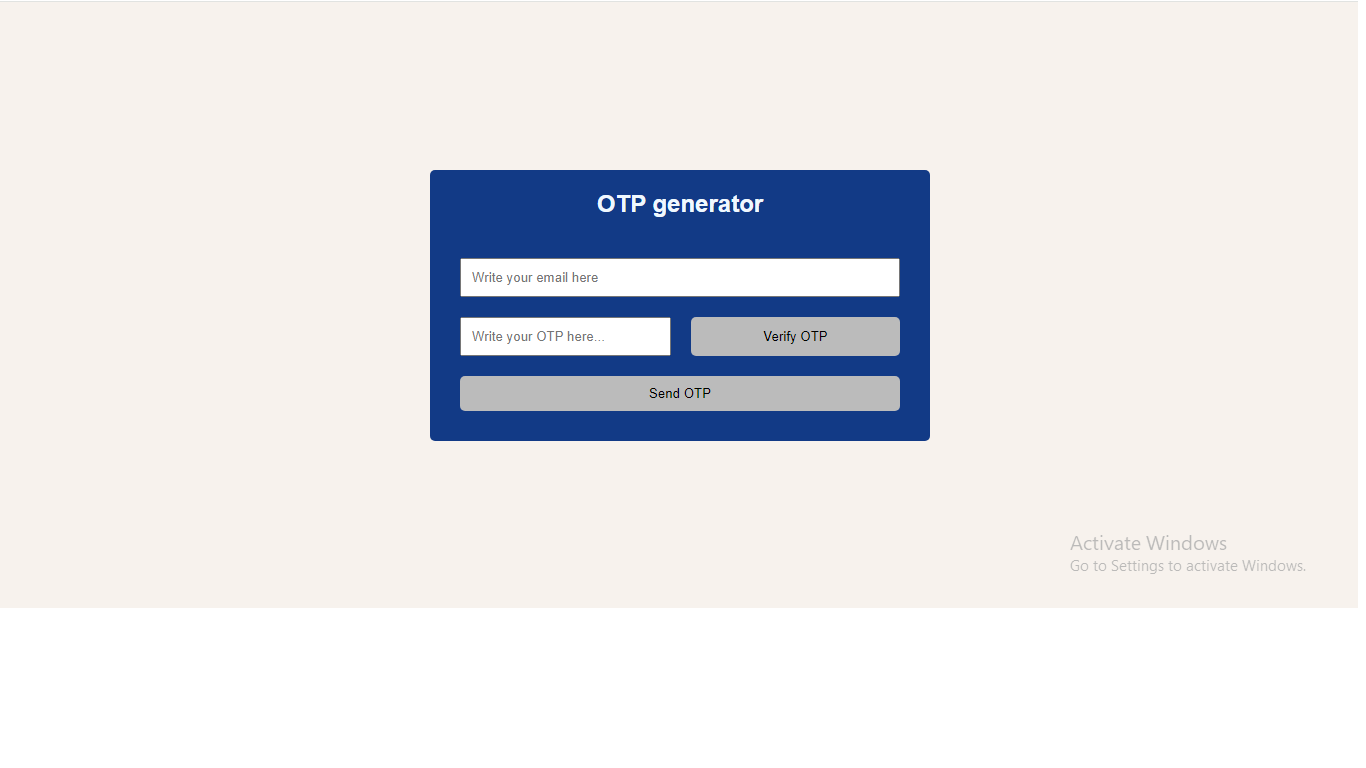 OTP generator
Write your email here
Write your OTP here...
Verify OTP
Send OTP
Activate Windows
Go to Settings to activate Windows.